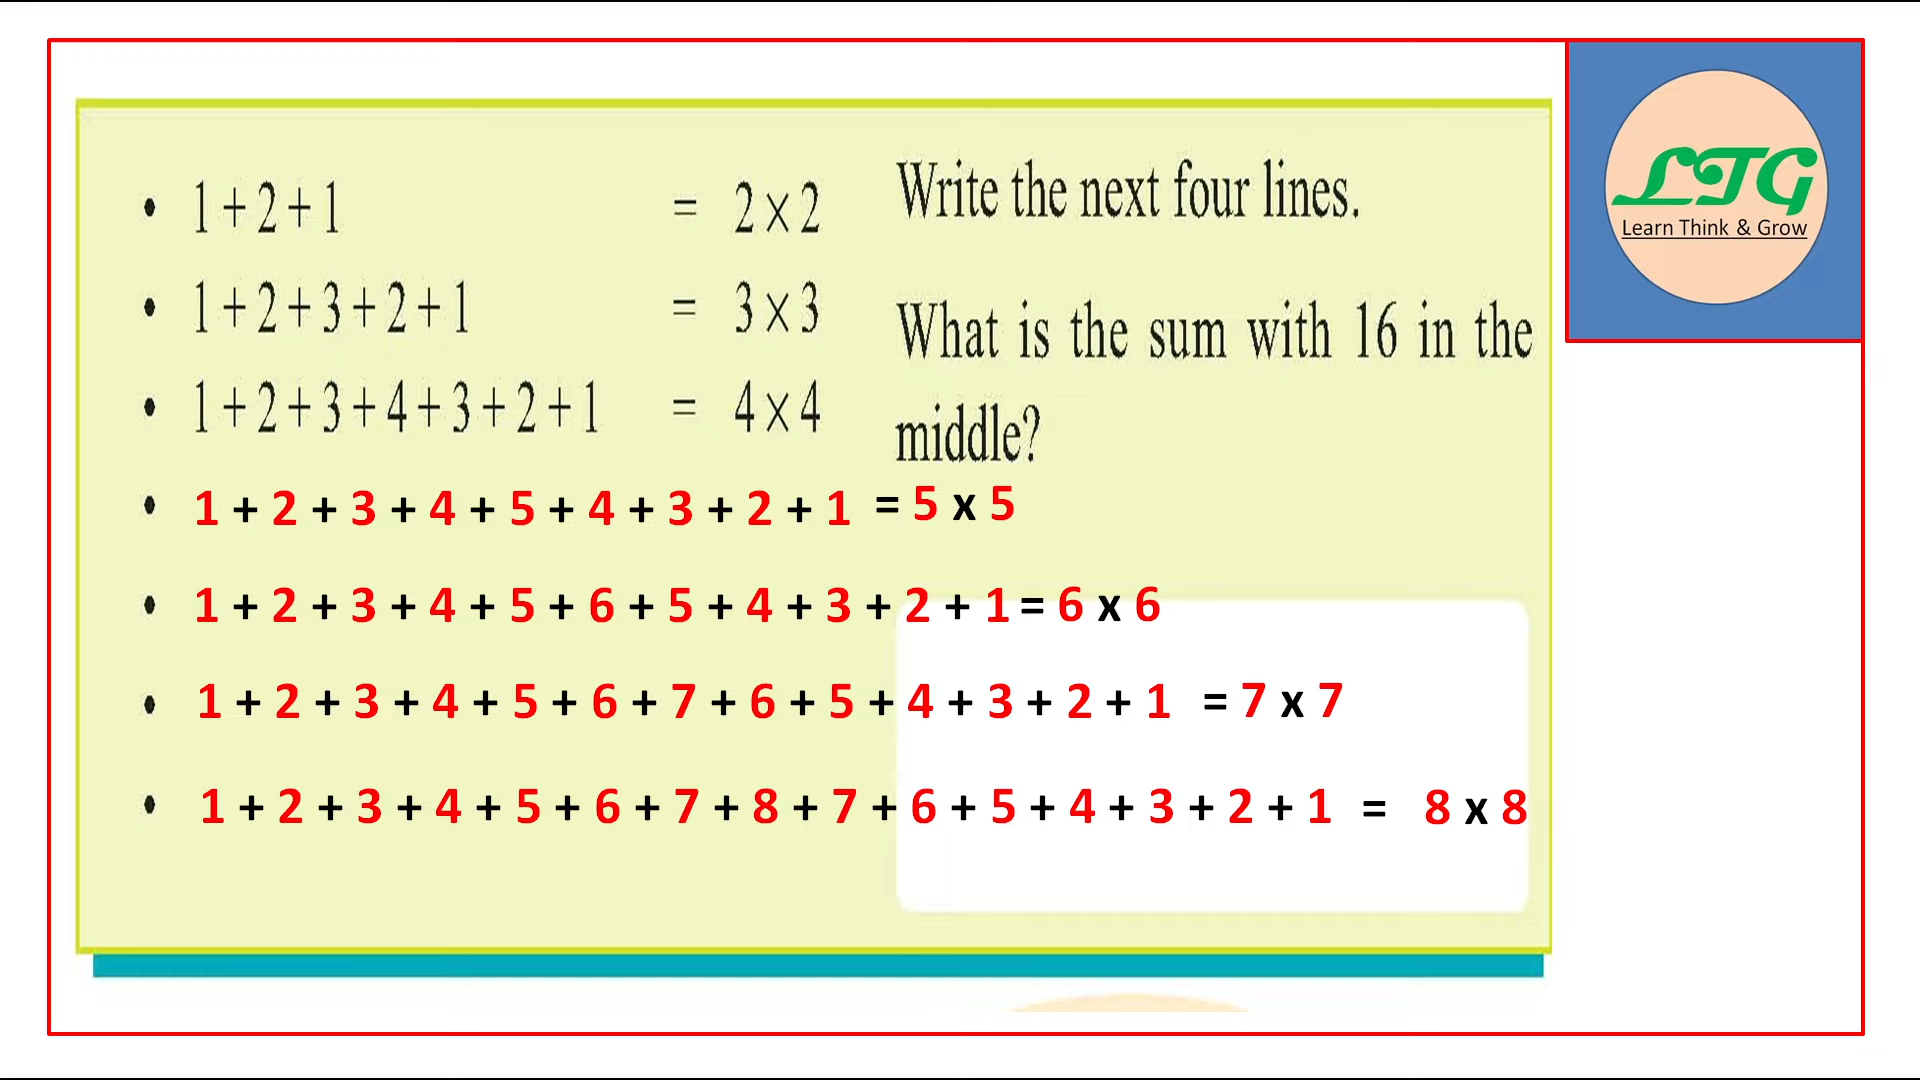 • 1+2+1 = 2×2
• 1+2+3+2+1 = 3×3
• 1+2+3+4+3+2+1 = 4×4
Write the next four lines.
What is the sum with 16 in the
middle?
• 1 + 2 + 3 + 4 + 5 + 4 + 3 + 2 + 1 = 5 x 5
• 1 + 2 + 3 + 4 + 5 + 6 + 5 + 4 + 3 + 2 + 1 = 6 x 6
• 1 + 2 + 3 + 4 + 5 + 6 + 7 + 6 + 5 + 4 + 3 + 2 + 1 = 7 x 7
• 1 + 2 + 3 + 4 + 5 + 6 + 7 + 8 + 7 + 6 + 5 + 4 + 3 + 2 + 1 = 8 x 8
LTG
Learn Think & Grow